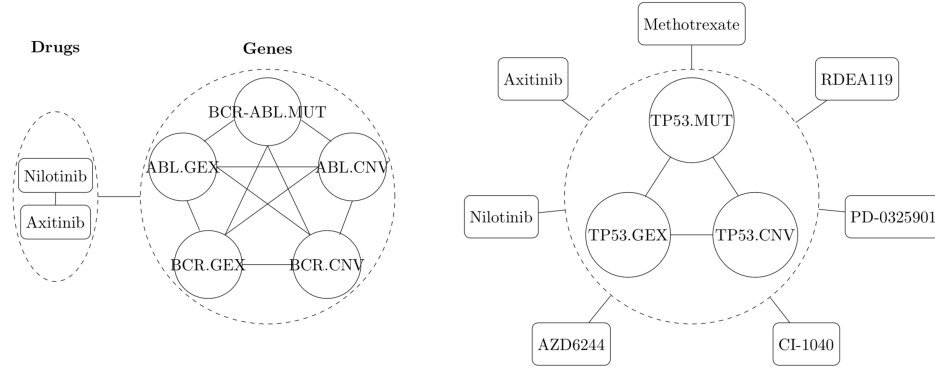 Drugs
Genes
Nilotinib
Axitinib
BCR-ABL.MUT
ABL.GEX
ABL.CNV
BCR.GEX
BCR.CNV
Methotrexate
Axitinib
RDEA119
TP53.MUT
Nilotinib
TP53.GEX
TP53.CNV
PD-0325901
AZD6244
CI-1040